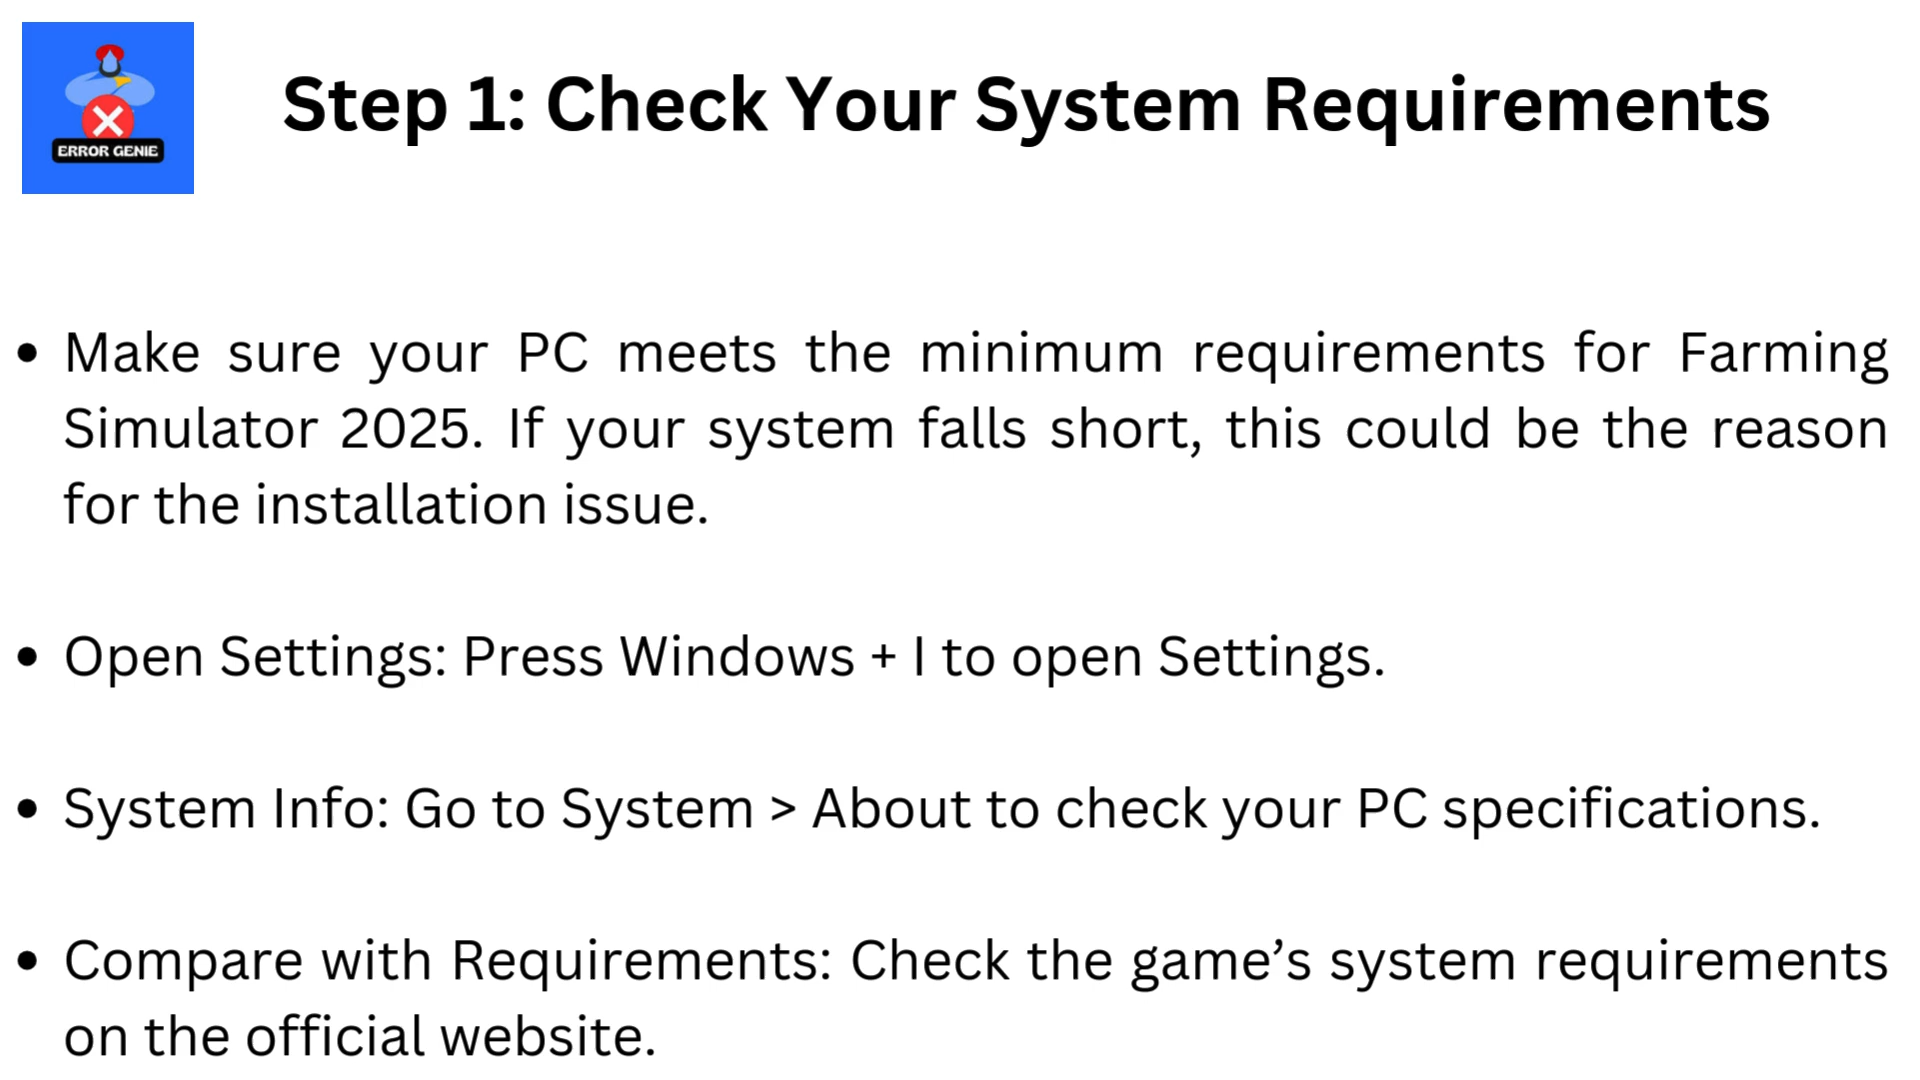 ERROR GENIE
Step 1: Check Your System Requirements
• Make sure your PC meets the minimum requirements for Farming
Simulator 2025. If your system falls short, this could be the reason
for the installation issue.
• Open Settings: Press Windows + I to open Settings.
• System Info: Go to System > About to check your PC specifications.
• Compare with Requirements: Check the game’s system requirements
on the official website.